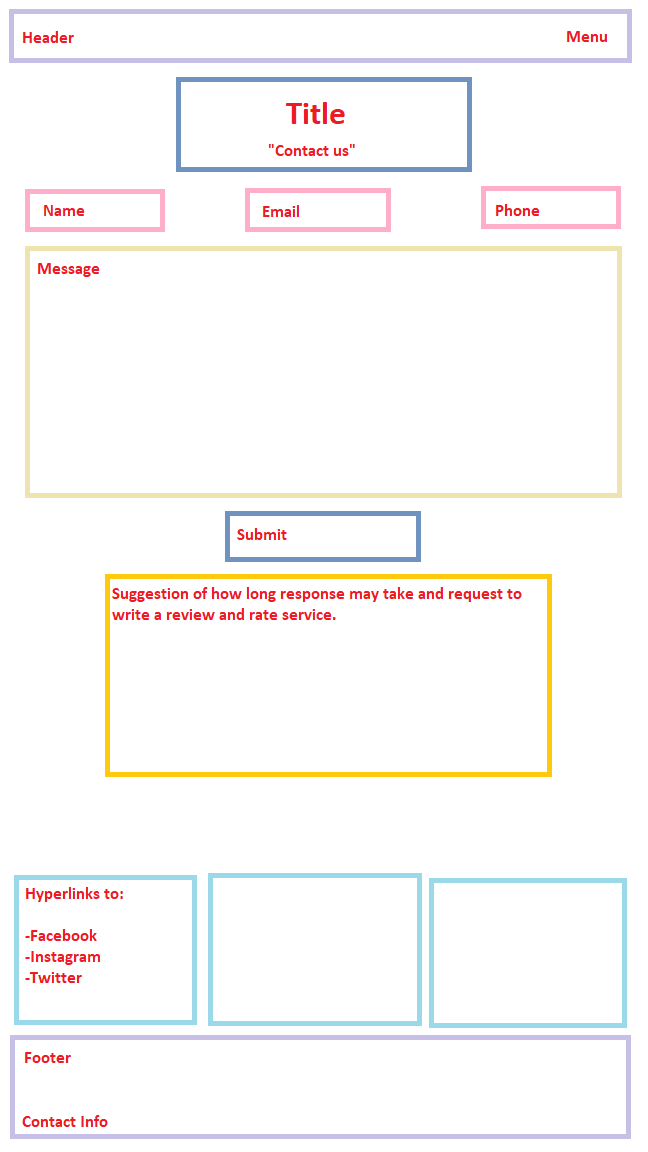 Header
Menu
Title
"Contact us"
Name
Email
Phone
Message
Submit
Suggestion of how long response may take and request to
write a review and rate service.
Hyperlinks to:
-Facebook
-Instagram
-Twitter
Footer
Contact Info